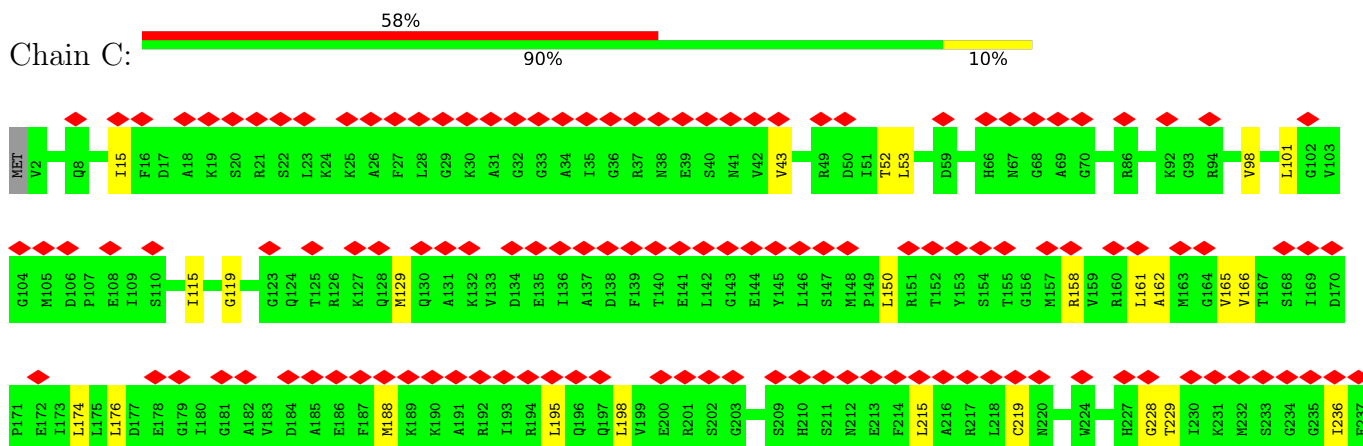 58%
Chain C:
90% 10%
MET V2 Q8 I15 F16 D17 A18 K19 S20 R21 S22 L23 K24 K25 A26 F27 L28 G29 K30 A31 G32 G33 A34 I35 G36 R37 N38 E39 S40 N41 V42 V43 R49 D50 I51 T52 L53 D59 H66 N67 G68 A69 G70 R86 K92 G93 R94 V98 L101 G102 V103
G104 M105 D106 P107 E108 I109 S110 I115 G119 G123 Q124 T125 R126 K127 Q128 M129 Q130 A131 K132 V133 D134 E135 I136 A137 D138 F139 T140 E141 L142 G143 E144 Y145 L146 S147 M148 P149 L150 R151 T152 Y153 S154 T155 G156 M157 R158 V159 R160 L161 A162 M163 G164 V165 V166 T167 S168 I169 D170
P171 E172 I173 L174 L175 L176 D177 E178 G179 I180 G181 A182 V183 D184 A185 E186 F187 M188 K189 K190 A191 R192 I193 R194 L195 Q196 Q197 L198 V199 E200 R201 S202 G203 S209 H210 S211 N212 E213 F214 L215 A216 R217 L218 C219 N220 W224 H227 G228 T229 I230 K231 M232 S233 G234 G235 I236